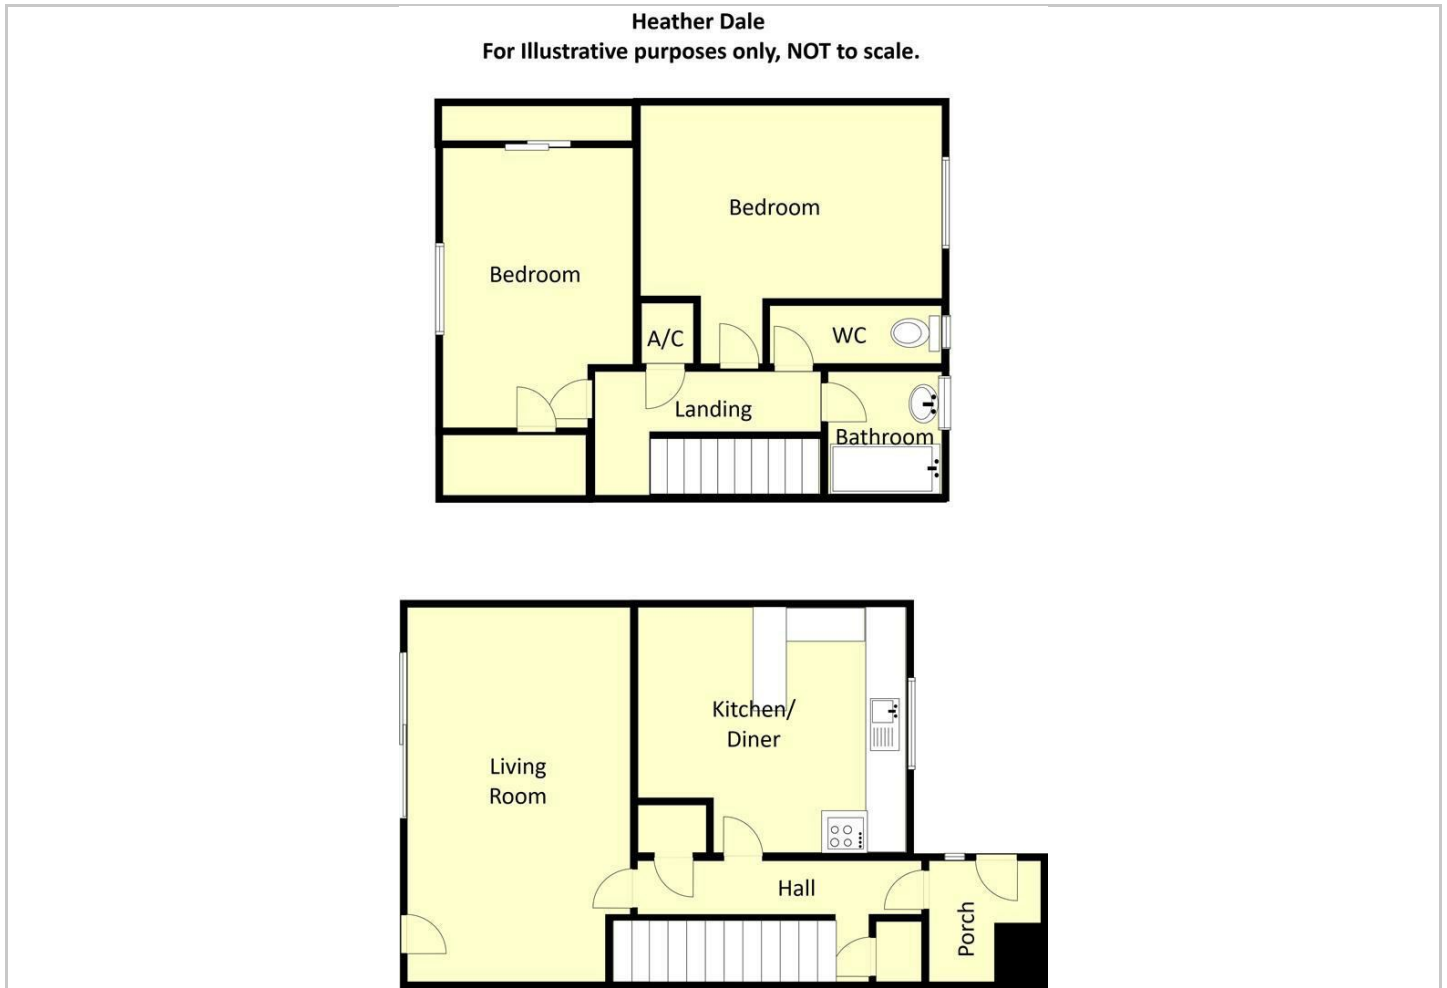 Heather Dale
For Illustrative purposes only, NOT to scale.
Bedroom
Bedroom
A/C
WC
Landing
Bathroom
Kitchen/
Diner
Living
Room
Hall
Porch